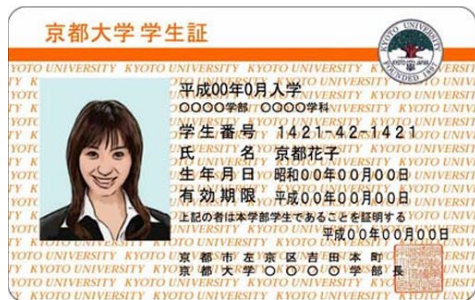 京都大学 学生証
KYOTO UNIVERSITY
FOUNDED 1897
平成00年0月入学
○○○○学部 ○○○○学科
学生番号 1421-42-1421
氏 名 京都花子
生年月日 昭和00年00月00日
有効期限 平成00年00月00日
上記の者は本学部学生であることを証明する
平成00年00月00日
京都市左京区吉田本町
京都大学○○○○学部長